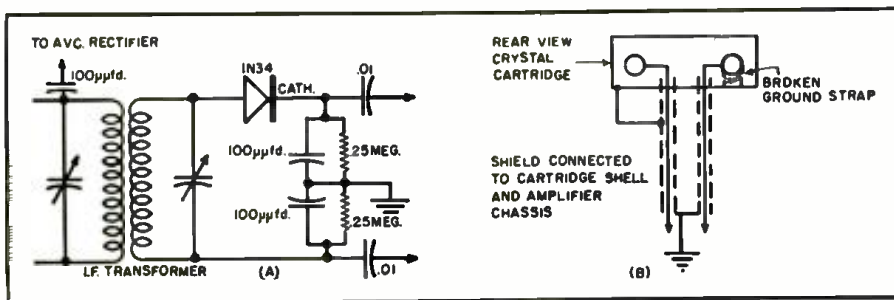 TO AVC. RECTIFIER
100µµfd.
1N34
CATH.
.01
100µµfd.
.25MEG.
100µµfd.
.25MEG.
.01
I.F. TRANSFORMER
(A)
REAR VIEW
CRYSTAL
CARTRIDGE
BROKEN
GROUND STRAP
SHIELD CONNECTED
TO CARTRIDGE SHELL
AND AMPLIFIER
CHASSIS
(B)